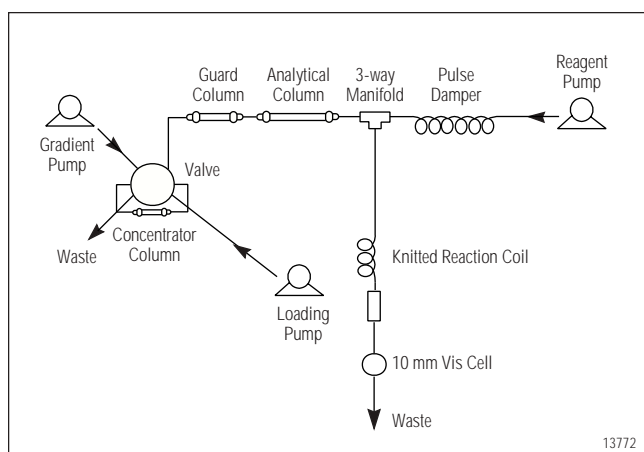 Guard
Column
Analytical
Column
3-way
Manifold
Pulse
Damper
Reagent
Pump
Gradient
Pump
Valve
Waste
Concentrator
Column
Loading
Pump
Knitted Reaction Coil
10 mm Vis Cell
Waste
13772